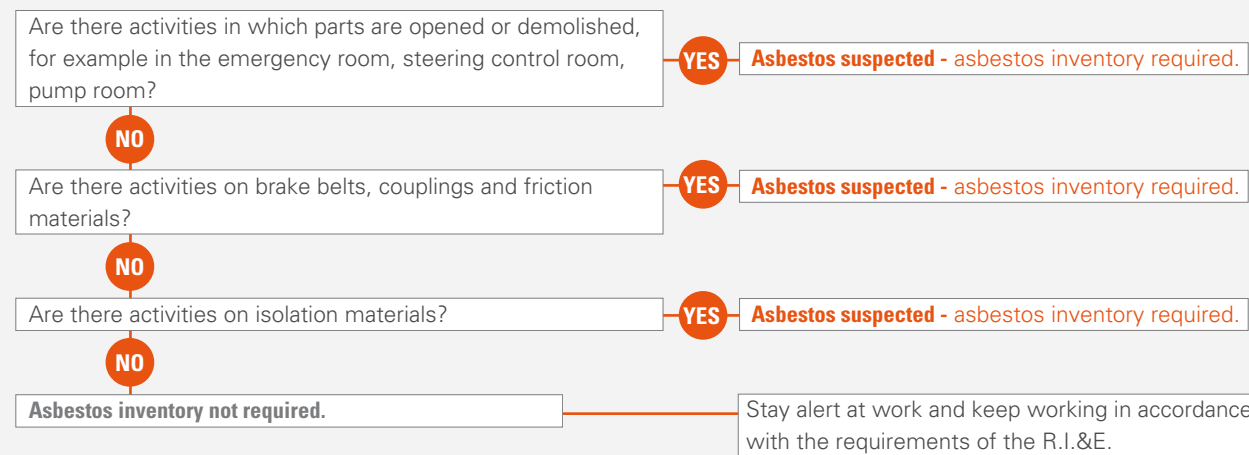 Are there activities in which parts are opened or demolished,
for example in the emergency room, steering control room,
pump room?
YES
Asbestos suspected - asbestos inventory required.
NO
Are there activities on brake belts, couplings and friction
materials?
YES
Asbestos suspected - asbestos inventory required.
NO
Are there activities on isolation materials?
YES
Asbestos suspected - asbestos inventory required.
NO
Asbestos inventory not required.
Stay alert at work and keep working in accordance
with the requirements of the R.I.&E.